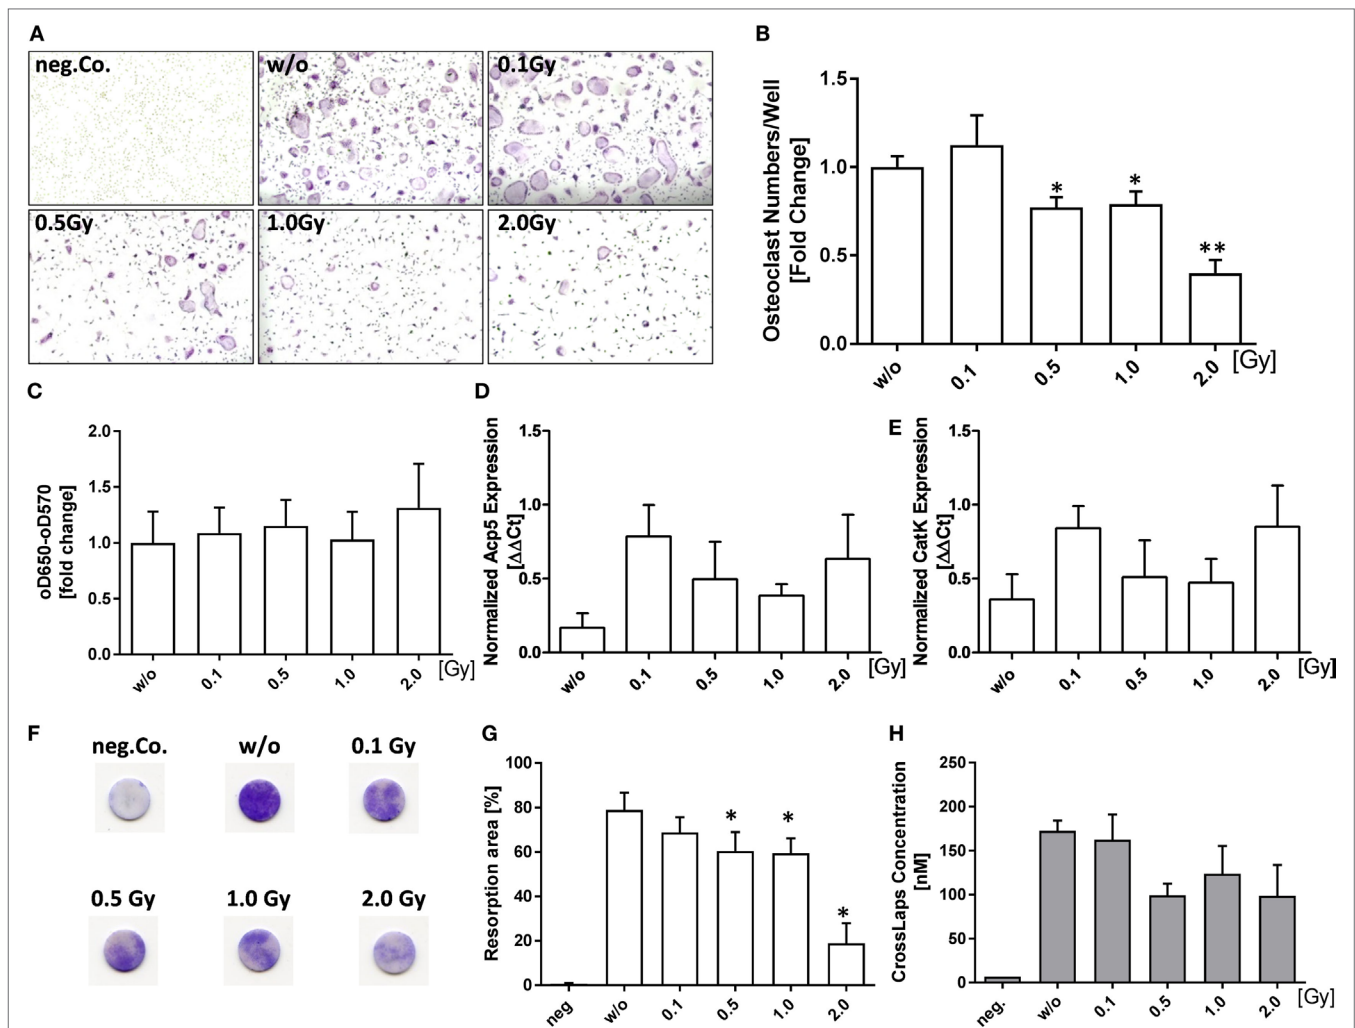 A
neg.Co.
w/o
0.1Gy
0.5Gy
1.0Gy
2.0Gy
B
Osteoclast Numbers/Well
[Fold Change]
1.5
1.0
0.5
0.0
*
*
**
w/o
0.1
0.5
1.0
2.0
[Gy]
C
oD650-oD570
[fold change]
2.0
1.5
1.0
0.5
0.0
w/o
0.1
0.5
1.0
2.0
[Gy]
D
Normalized Acp5 Expression
[ΔΔCt]
1.5
1.0
0.5
0.0
w/o
0.1
0.5
1.0
2.0
[Gy]
E
Normalized CatK Expression
[ΔΔCt]
1.5
1.0
0.5
0.0
w/o
0.1
0.5
1.0
2.0
[Gy]
F
neg.Co.
w/o
0.1 Gy
0.5 Gy
1.0 Gy
2.0 Gy
G
Resorption area [%]
100
80
60
40
20
0
*
*
*
neg
w/o
0.1
0.5
1.0
2.0
H
CrossLaps Concentration
[nM]
250
200
150
100
50
0
neg.
w/o
0.1
0.5
1.0
2.0
[Gy]